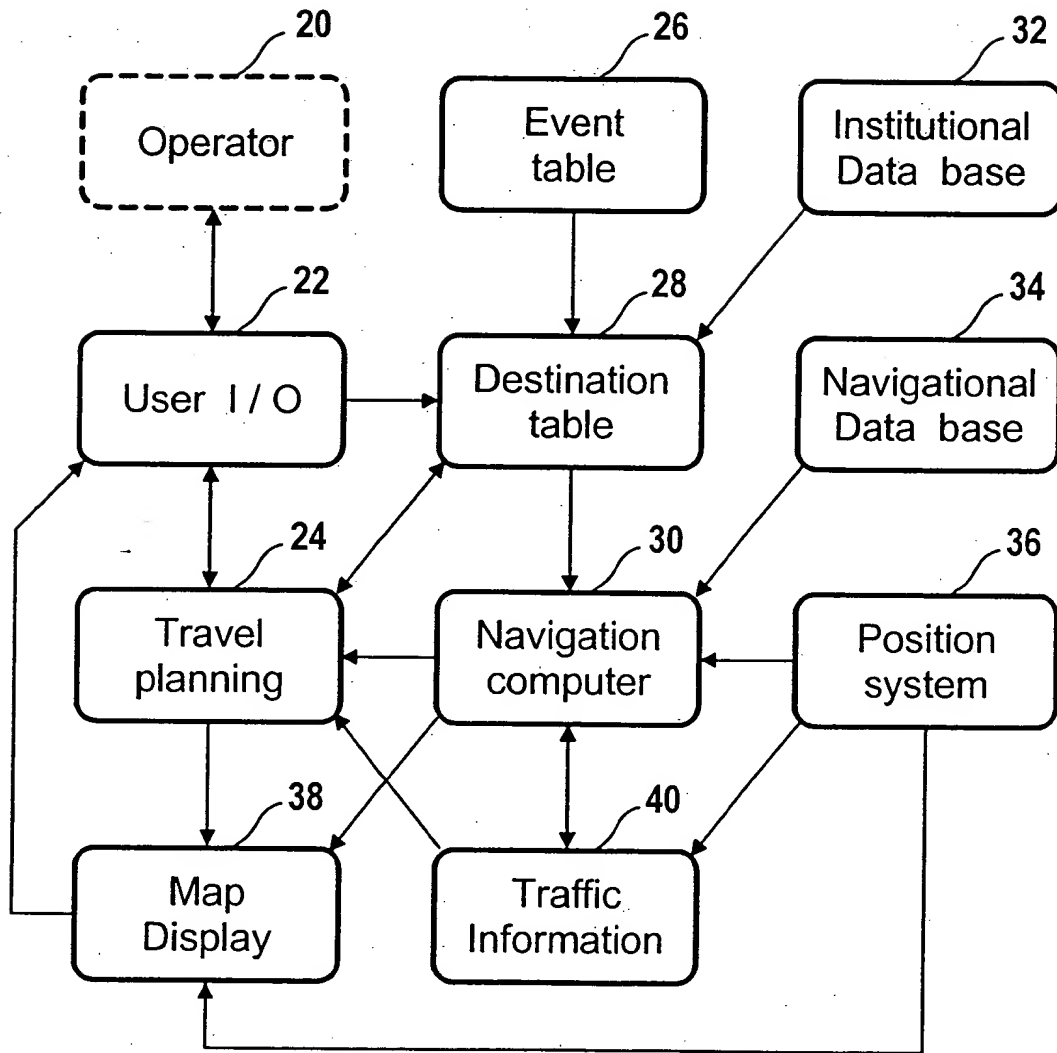 20
26
32
Operator
Event
table
Institutional
Data base
22
28
34
User I / O
Destination
table
Navigational
Data base
24
30
36
Travel
planning
Navigation
computer
Position
system
38
40
Map
Display
Traffic
Information